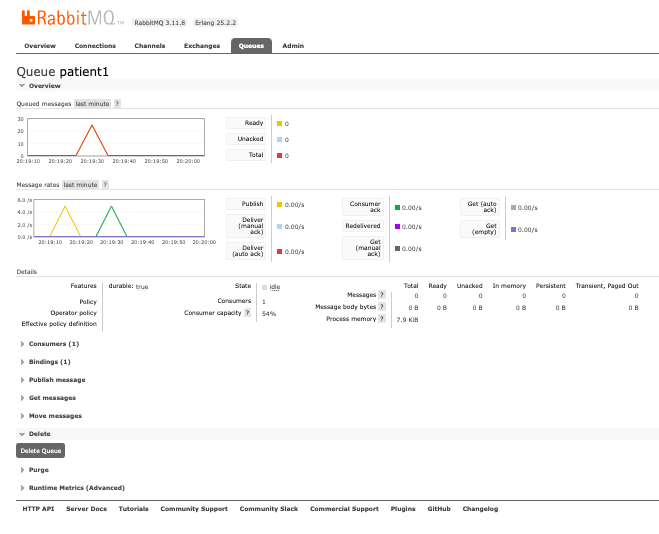 RabbitMQ TM RabbitMQ 3.11.8 Erlang 25.2.2
Overview Connections Channels Exchanges Queues Admin
Queue patient1
Overview
Queued messages last minute ?
30
20
10
0
20:19:10 20:19:20 20:19:30 20:19:40 20:19:50 20:20:00
Ready 0
Unacked 0
Total 0
Message rates last minute ?
6.0 /s
4.0 /s
2.0 /s
0.0 /s
20:19:10 20:19:20 20:19:30 20:19:40 20:19:50 20:20:00
Publish 0.00/s
Deliver (manual ack) 0.00/s
Deliver (auto ack) 0.00/s
Consumer ack 0.00/s
Redelivered 0.00/s
Get (manual ack) 0.00/s
Get (auto ack) 0.00/s
Get (empty) 0.00/s
Details
Features durable: true
Policy
Operator policy
Effective policy definition
State idle
Consumers 1
Consumer capacity ? 54%
Total Ready Unacked In memory Persistent Transient, Paged Out
Messages ? 0 0 0 0 0 0
Message body bytes ? 0 B 0 B 0 B 0 B 0 B 0 B
Process memory ? 7.9 KiB
Consumers (1)
Bindings (1)
Publish message
Get messages
Move messages
Delete
Delete Queue
Purge
Runtime Metrics (Advanced)
HTTP API Server Docs Tutorials Community Support Community Slack Commercial Support Plugins GitHub Changelog